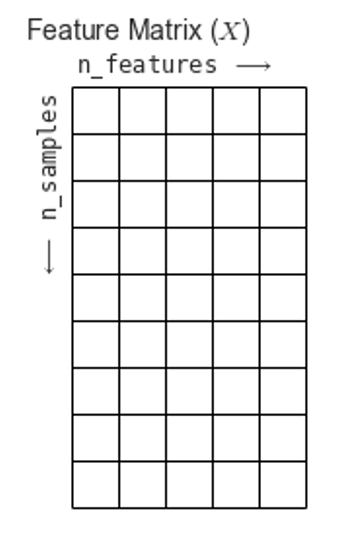 Feature Matrix (X)
n_features ⟶
⟵ n_samples